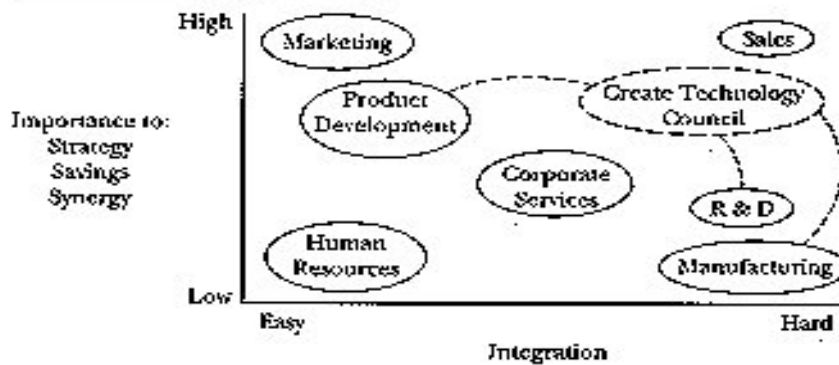 High
Marketing
Sales
Product
Development
Create Technology
Council
Importance to:
Strategy
Savings
Synergy
Corporate
Services
R & D
Human
Resources
Manufacturing
Low
Easy
Hard
Integration